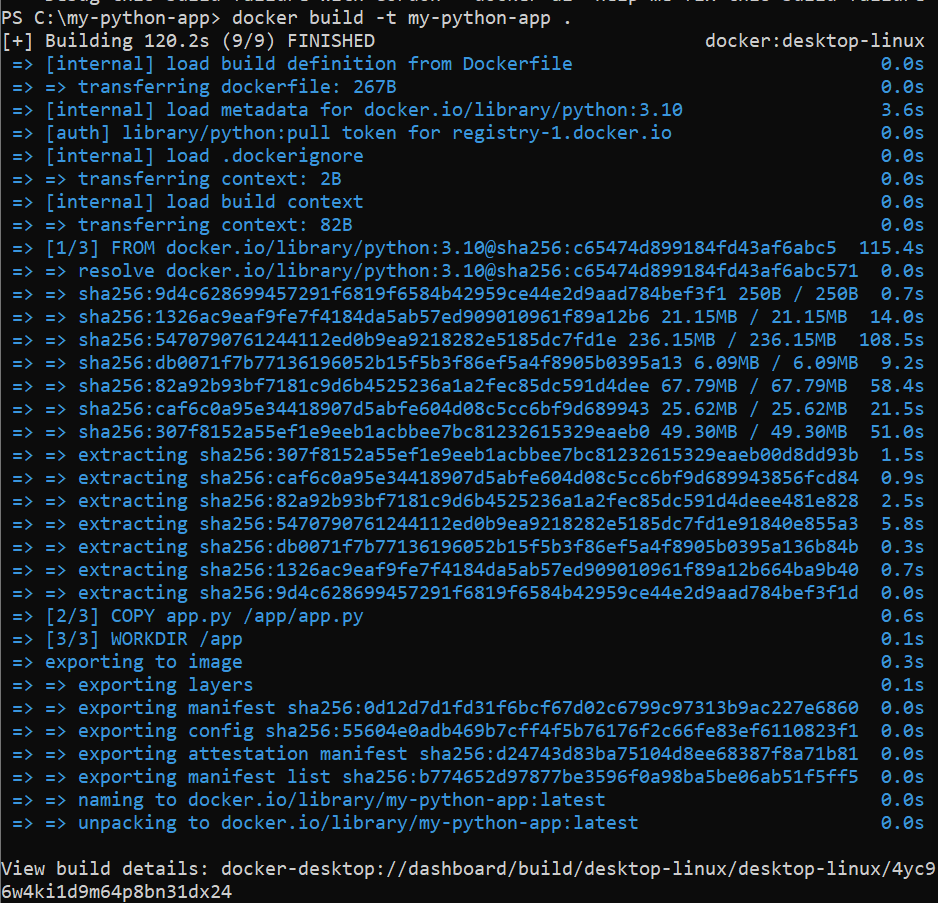 PS C:\my-python-app> docker build -t my-python-app .
[+] Building 120.2s (9/9) FINISHED docker:desktop-linux
=> [internal] load build definition from Dockerfile 0.0s
=> => transferring dockerfile: 267B 0.0s
=> [internal] load metadata for docker.io/library/python:3.10 3.6s
=> [auth] library/python:pull token for registry-1.docker.io 0.0s
=> [internal] load .dockerignore 0.0s
=> => transferring context: 2B 0.0s
=> [internal] load build context 0.0s
=> => transferring context: 82B 0.0s
=> [1/3] FROM docker.io/library/python:3.10@sha256:c65474d899184fd43af6abc5 115.4s
=> => resolve docker.io/library/python:3.10@sha256:c65474d899184fd43af6abc571 0.0s
=> => sha256:9d4c628699457291f6819f6584b42959ce44e2d9aad784bef3f1 250B / 250B 0.7s
=> => sha256:1326ac9eaf9fe7f4184da5ab57ed909010961f89a12b6 21.15MB / 21.15MB 14.0s
=> => sha256:5470790761244112ed0b9ea9218282e5185dc7fd1e 236.15MB / 236.15MB 108.5s
=> => sha256:db0071f7b77136196052b15f5b3f86ef5a4f8905b0395a13 6.09MB / 6.09MB 9.2s
=> => sha256:82a92b93bf7181c9d6b4525236a1a2fec85dc591d4dee 67.79MB / 67.79MB 58.4s
=> => sha256:caf6c0a95e34418907d5abfe604d08c5cc6bf9d689943 25.62MB / 25.62MB 21.5s
=> => sha256:307f8152a55ef1e9eeb1acbbee7bc81232615329eaeb0 49.30MB / 49.30MB 51.0s
=> => extracting sha256:307f8152a55ef1e9eeb1acbbee7bc81232615329eaeb00d8dd93b 1.5s
=> => extracting sha256:caf6c0a95e34418907d5abfe604d08c5cc6bf9d689943856fcd84 0.9s
=> => extracting sha256:82a92b93bf7181c9d6b4525236a1a2fec85dc591d4deee481e828 2.5s
=> => extracting sha256:5470790761244112ed0b9ea9218282e5185dc7fd1e91840e855a3 5.8s
=> => extracting sha256:db0071f7b77136196052b15f5b3f86ef5a4f8905b0395a136b84b 0.3s
=> => extracting sha256:1326ac9eaf9fe7f4184da5ab57ed909010961f89a12b664ba9b40 0.7s
=> => extracting sha256:9d4c628699457291f6819f6584b42959ce44e2d9aad784bef3f1d 0.0s
=> [2/3] COPY app.py /app/app.py 0.6s
=> [3/3] WORKDIR /app 0.1s
=> exporting to image 0.3s
=> => exporting layers 0.1s
=> => exporting manifest sha256:0d12d7d1fd31f6bcf67d02c6799c97313b9ac227e6860 0.0s
=> => exporting config sha256:55604e0adb469b7cff4f5b76176f2c66fe83ef6110823f1 0.0s
=> => exporting attestation manifest sha256:d24743d83ba75104d8ee68387f8a71b81 0.0s
=> => exporting manifest list sha256:b774652d97877be3596f0a98ba5be06ab51f5ff5 0.0s
=> => naming to docker.io/library/my-python-app:latest 0.0s
=> => unpacking to docker.io/library/my-python-app:latest 0.0s
View build details: docker-desktop://dashboard/build/desktop-linux/desktop-linux/4yc9
6w4ki1d9m64p8bn31dx24